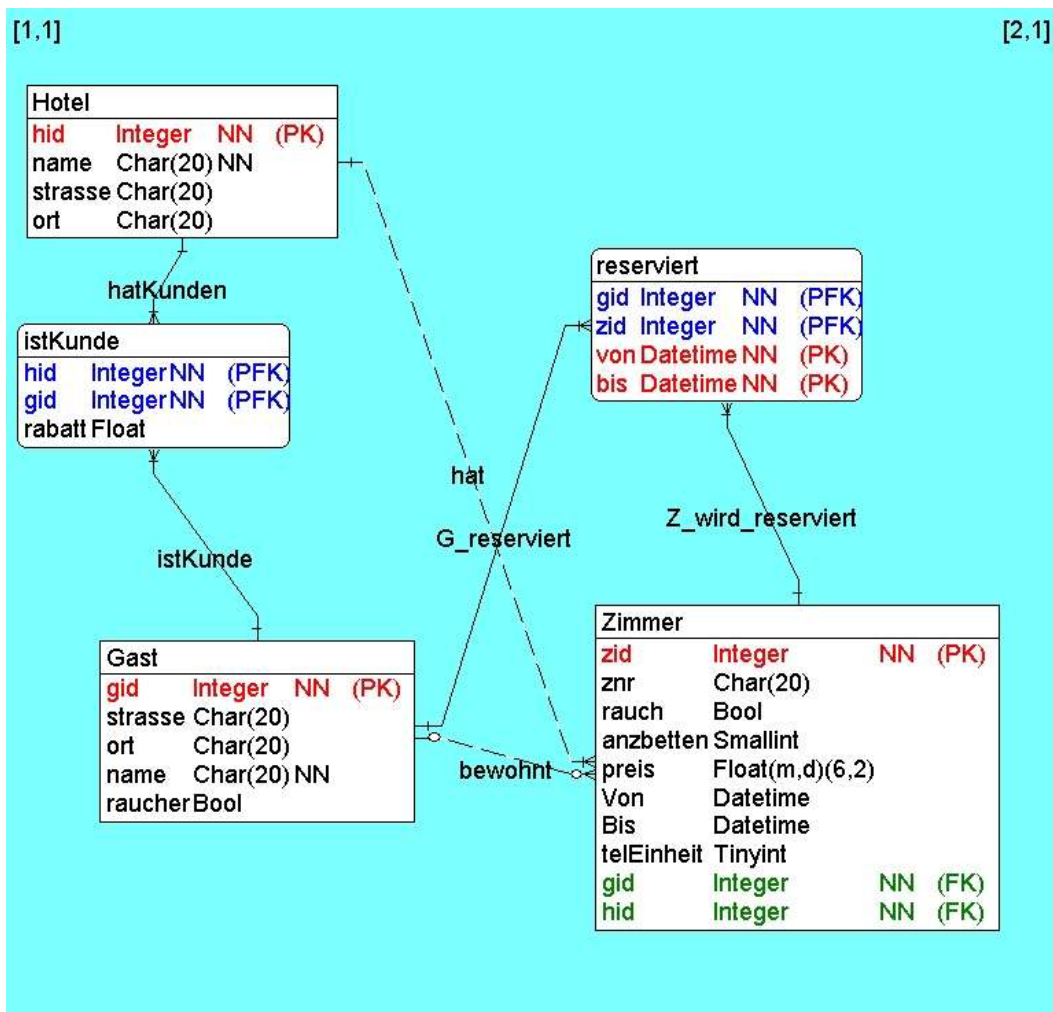 [1,1]
[2,1]
Hotel
hid Integer NN (PK)
name Char(20) NN
strasse Char(20)
ort Char(20)
hatKunden
istKunde
hid Integer NN (PFK)
gid Integer NN (PFK)
rabatt Float
reserviert
gid Integer NN (PFK)
zid Integer NN (PFK)
von Datetime NN (PK)
bis Datetime NN (PK)
hat
G_reserviert
Z_wird_reserviert
istKunde
Gast
gid Integer NN (PK)
strasse Char(20)
ort Char(20)
name Char(20) NN
raucher Bool
bewohnt
Zimmer
zid Integer NN (PK)
znr Char(20)
rauch Bool
anzbetten Smallint
preis Float(m,d)(6,2)
Von Datetime
Bis Datetime
telEinheit Tinyint
gid Integer NN (FK)
hid Integer NN (FK)